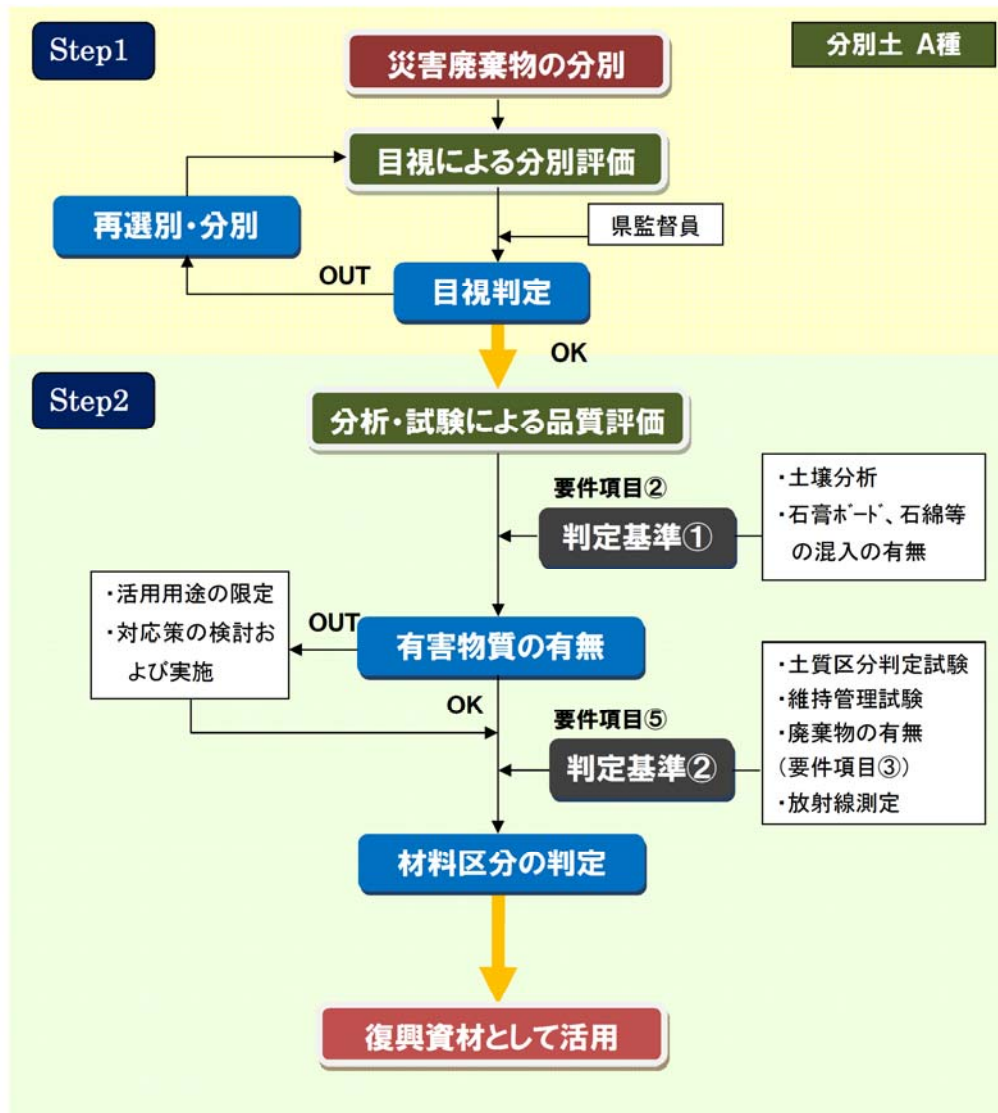 Step1
分別土 A種
災害廃棄物の分別
目視による分別評価
再選別・分別
県監督員
OUT
目視判定
OK
Step2
分析・試験による品質評価
要件項目②
判定基準①
・土壌分析
・石膏ボード、石綿等
の混入の有無
・活用用途の限定
・対応策の検討お
よび実施
OUT
有害物質の有無
OK
要件項目⑤
判定基準②
・土質区分判定試験
・維持管理試験
・廃棄物の有無
(要件項目③)
・放射線測定
材料区分の判定
復興資材として活用